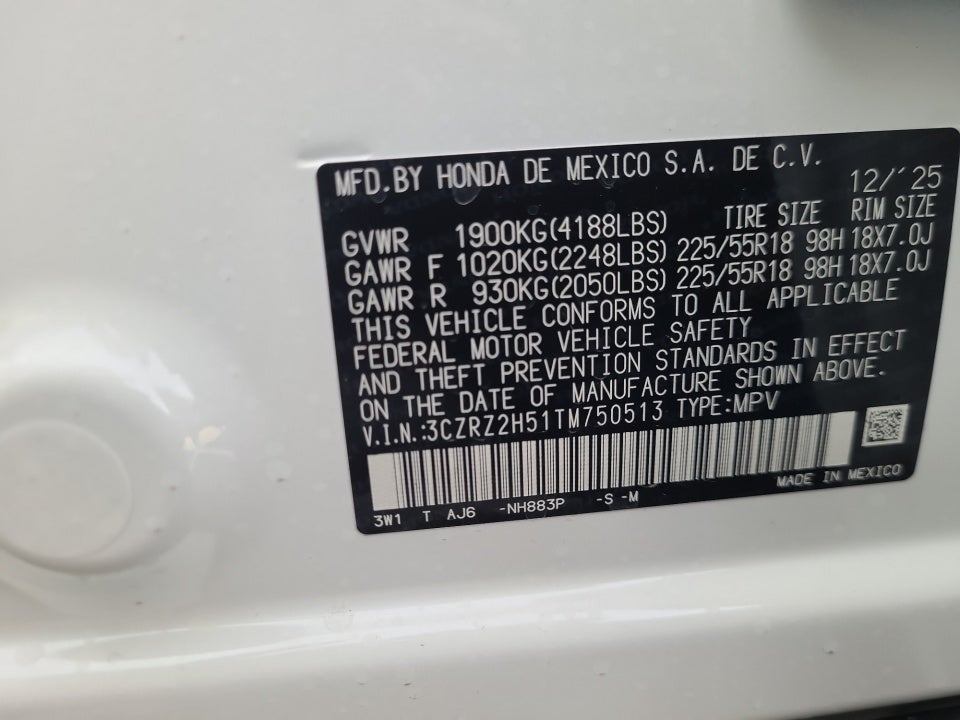 MFD.BY HONDA DE MEXICO S.A. DE C.V.
12/'25
TIRE SIZE RIM SIZE
GVWR 1900KG(4188LBS)
GAWR F 1020KG(2248LBS) 225/55R18 98H 18X7.0J
GAWR R 930KG(2050LBS) 225/55R18 98H 18X7.0J
THIS VEHICLE CONFORMS TO ALL APPLICABLE
FEDERAL MOTOR VEHICLE SAFETY
AND THEFT PREVENTION STANDARDS IN EFFECT
ON THE DATE OF MANUFACTURE SHOWN ABOVE.
V.I.N.:3CZRZ2H51TM750513 TYPE:MPV
MADE IN MEXICO
3W1 T AJ6 -NH883P -S -M